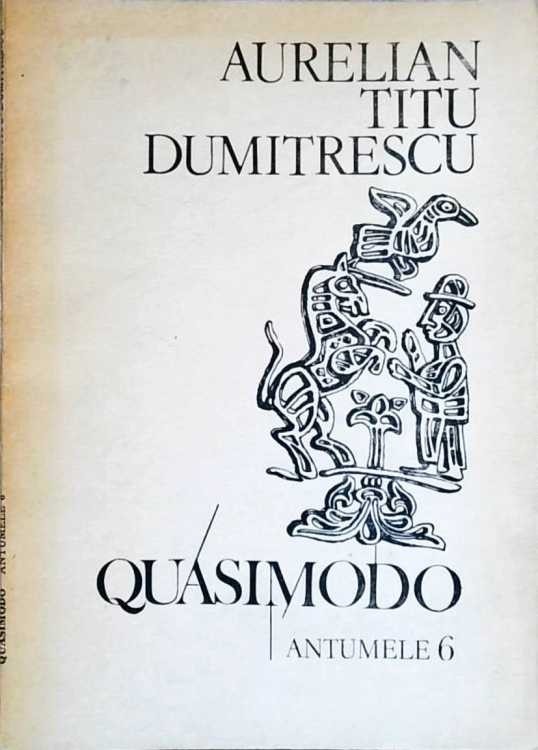 AURELIAN
TITU
DUMITRESCU
QUASIMODO
ANTUMELE 6
QUASIMODO ANTUMELE 6